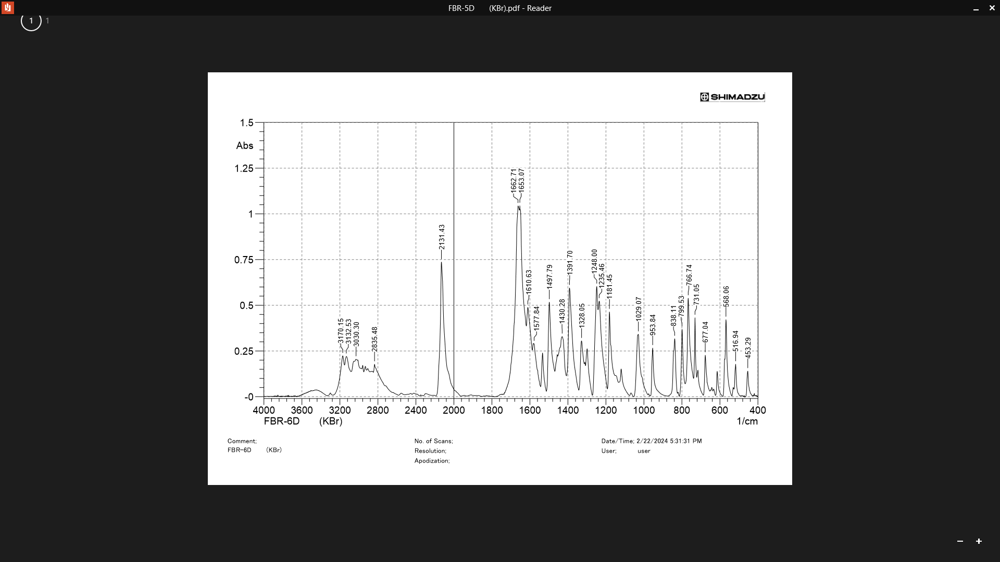 FBR-5D (KBr).pdf - Reader
1 1
SHIMADZU
1.5
Abs
1.25
1
0.75
0.5
0.25
-0
3170.15
3132.53
3030.30
2835.48
2131.43
1662.71
1653.07
1610.63
1577.84
1497.79
1430.28
1391.70
1328.05
1248.00
1235.46
1181.45
1029.07
953.84
838.11
799.53
766.74
731.05
677.04
568.06
516.94
453.29
4000 3600 3200 2800 2400 2000 1800 1600 1400 1200 1000 800 600 400
FBR-6D (KBr) 1/cm
Comment;
FBR-6D (KBr)
No. of Scans;
Resolution;
Apodization;
Date/Time; 2/22/2024 5:31:31 PM
User; user